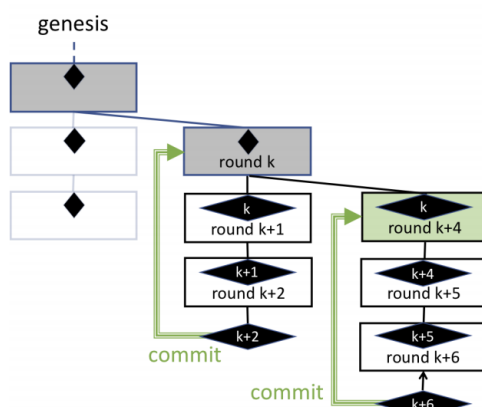 genesis
round k
k
round k+1
k+1
round k+2
k+2
commit
k
round k+4
k+4
round k+5
k+5
round k+6
k+6
commit